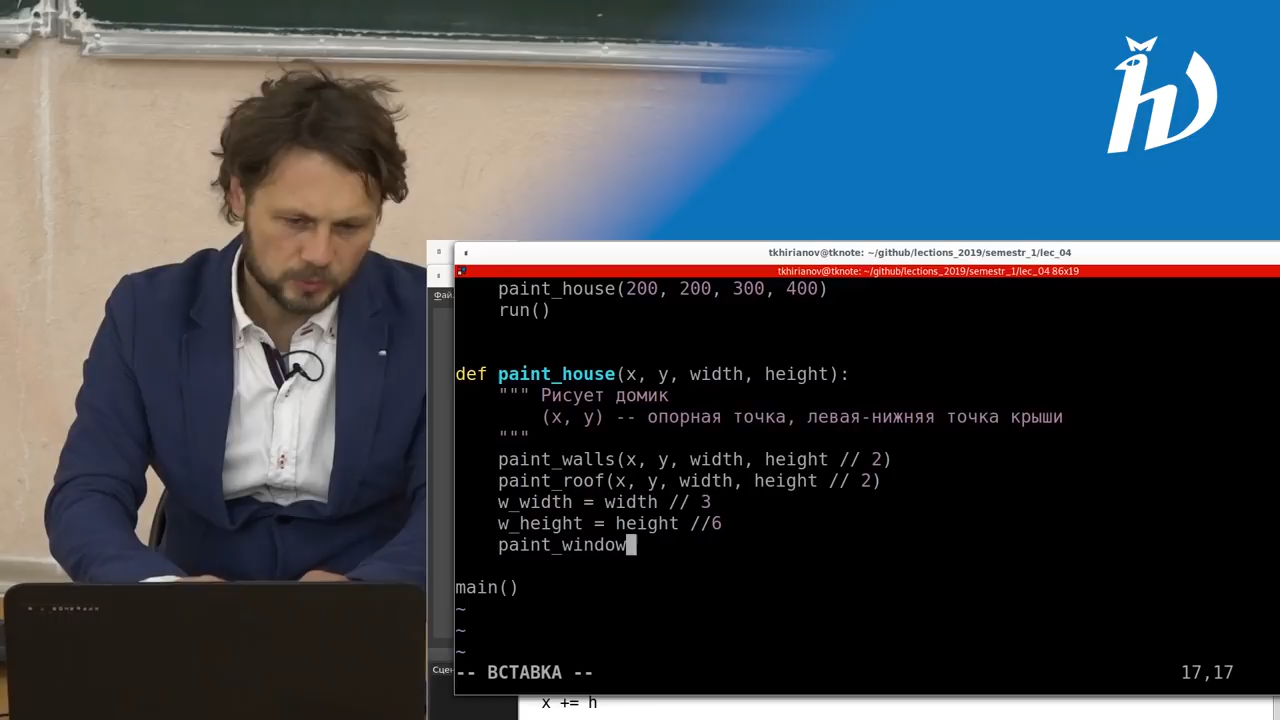 tkhirianov@tknote: ~/github/lections_2019/semestr_1/lec_04
tkhirianov@tknote: ~/github/lections_2019/semestr_1/lec_04 86x19
Фай
    paint_house(200, 200, 300, 400)
    run()
def paint_house(x, y, width, height):
    """ Рисует домик
        (x, y) -- опорная точка, левая-нижняя точка крыши
    """
    paint_walls(x, y, width, height // 2)
    paint_roof(x, y, width, height // 2)
    w_width = width // 3
    w_height = height //6
    paint_window
main()
~
~
~
Сцен
-- ВСТАВКА --
17,17
x += h